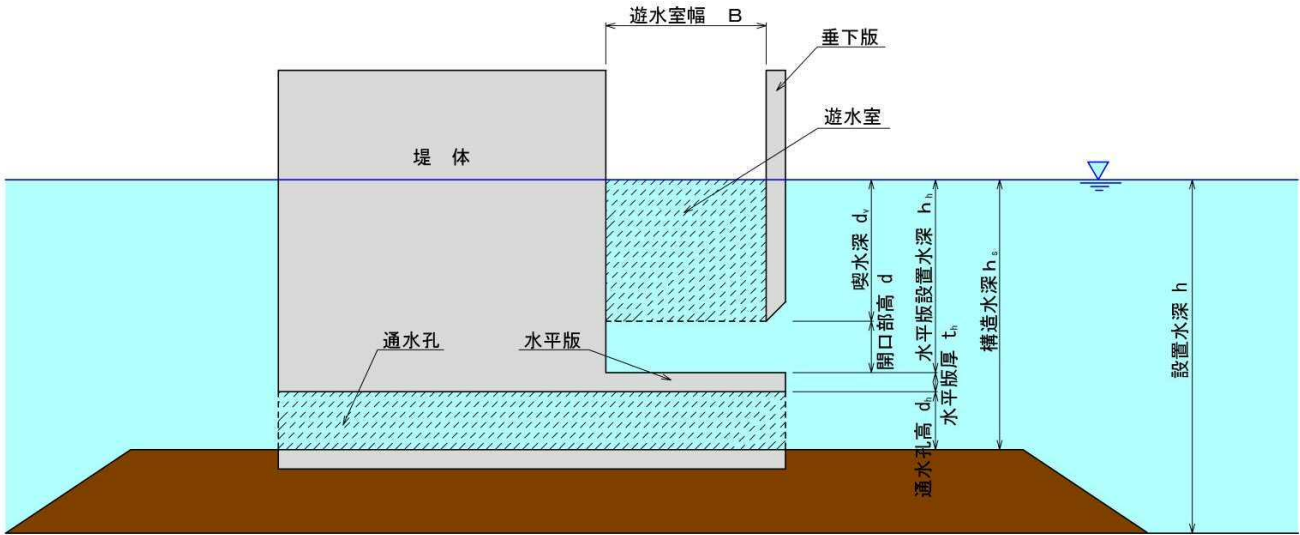 遊水室幅 B
垂下版
遊水室
堤 体
通水孔
水平版
喫水深 dᵥ
開口部高 d
水平版設置水深 hₕ
水平版厚 tₕ
通水孔高 dₕ
構造水深hₛ
設置水深 h